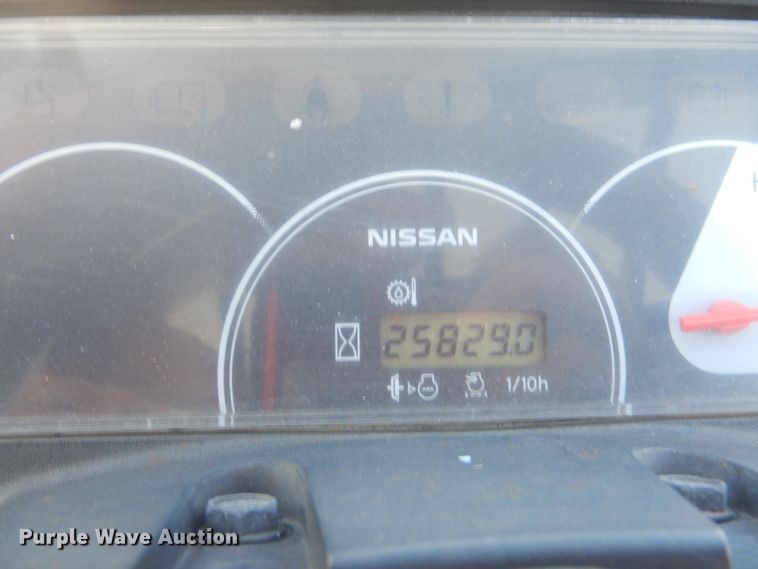 H
NISSAN
25829.0
1/10h
Purple Wave Auction